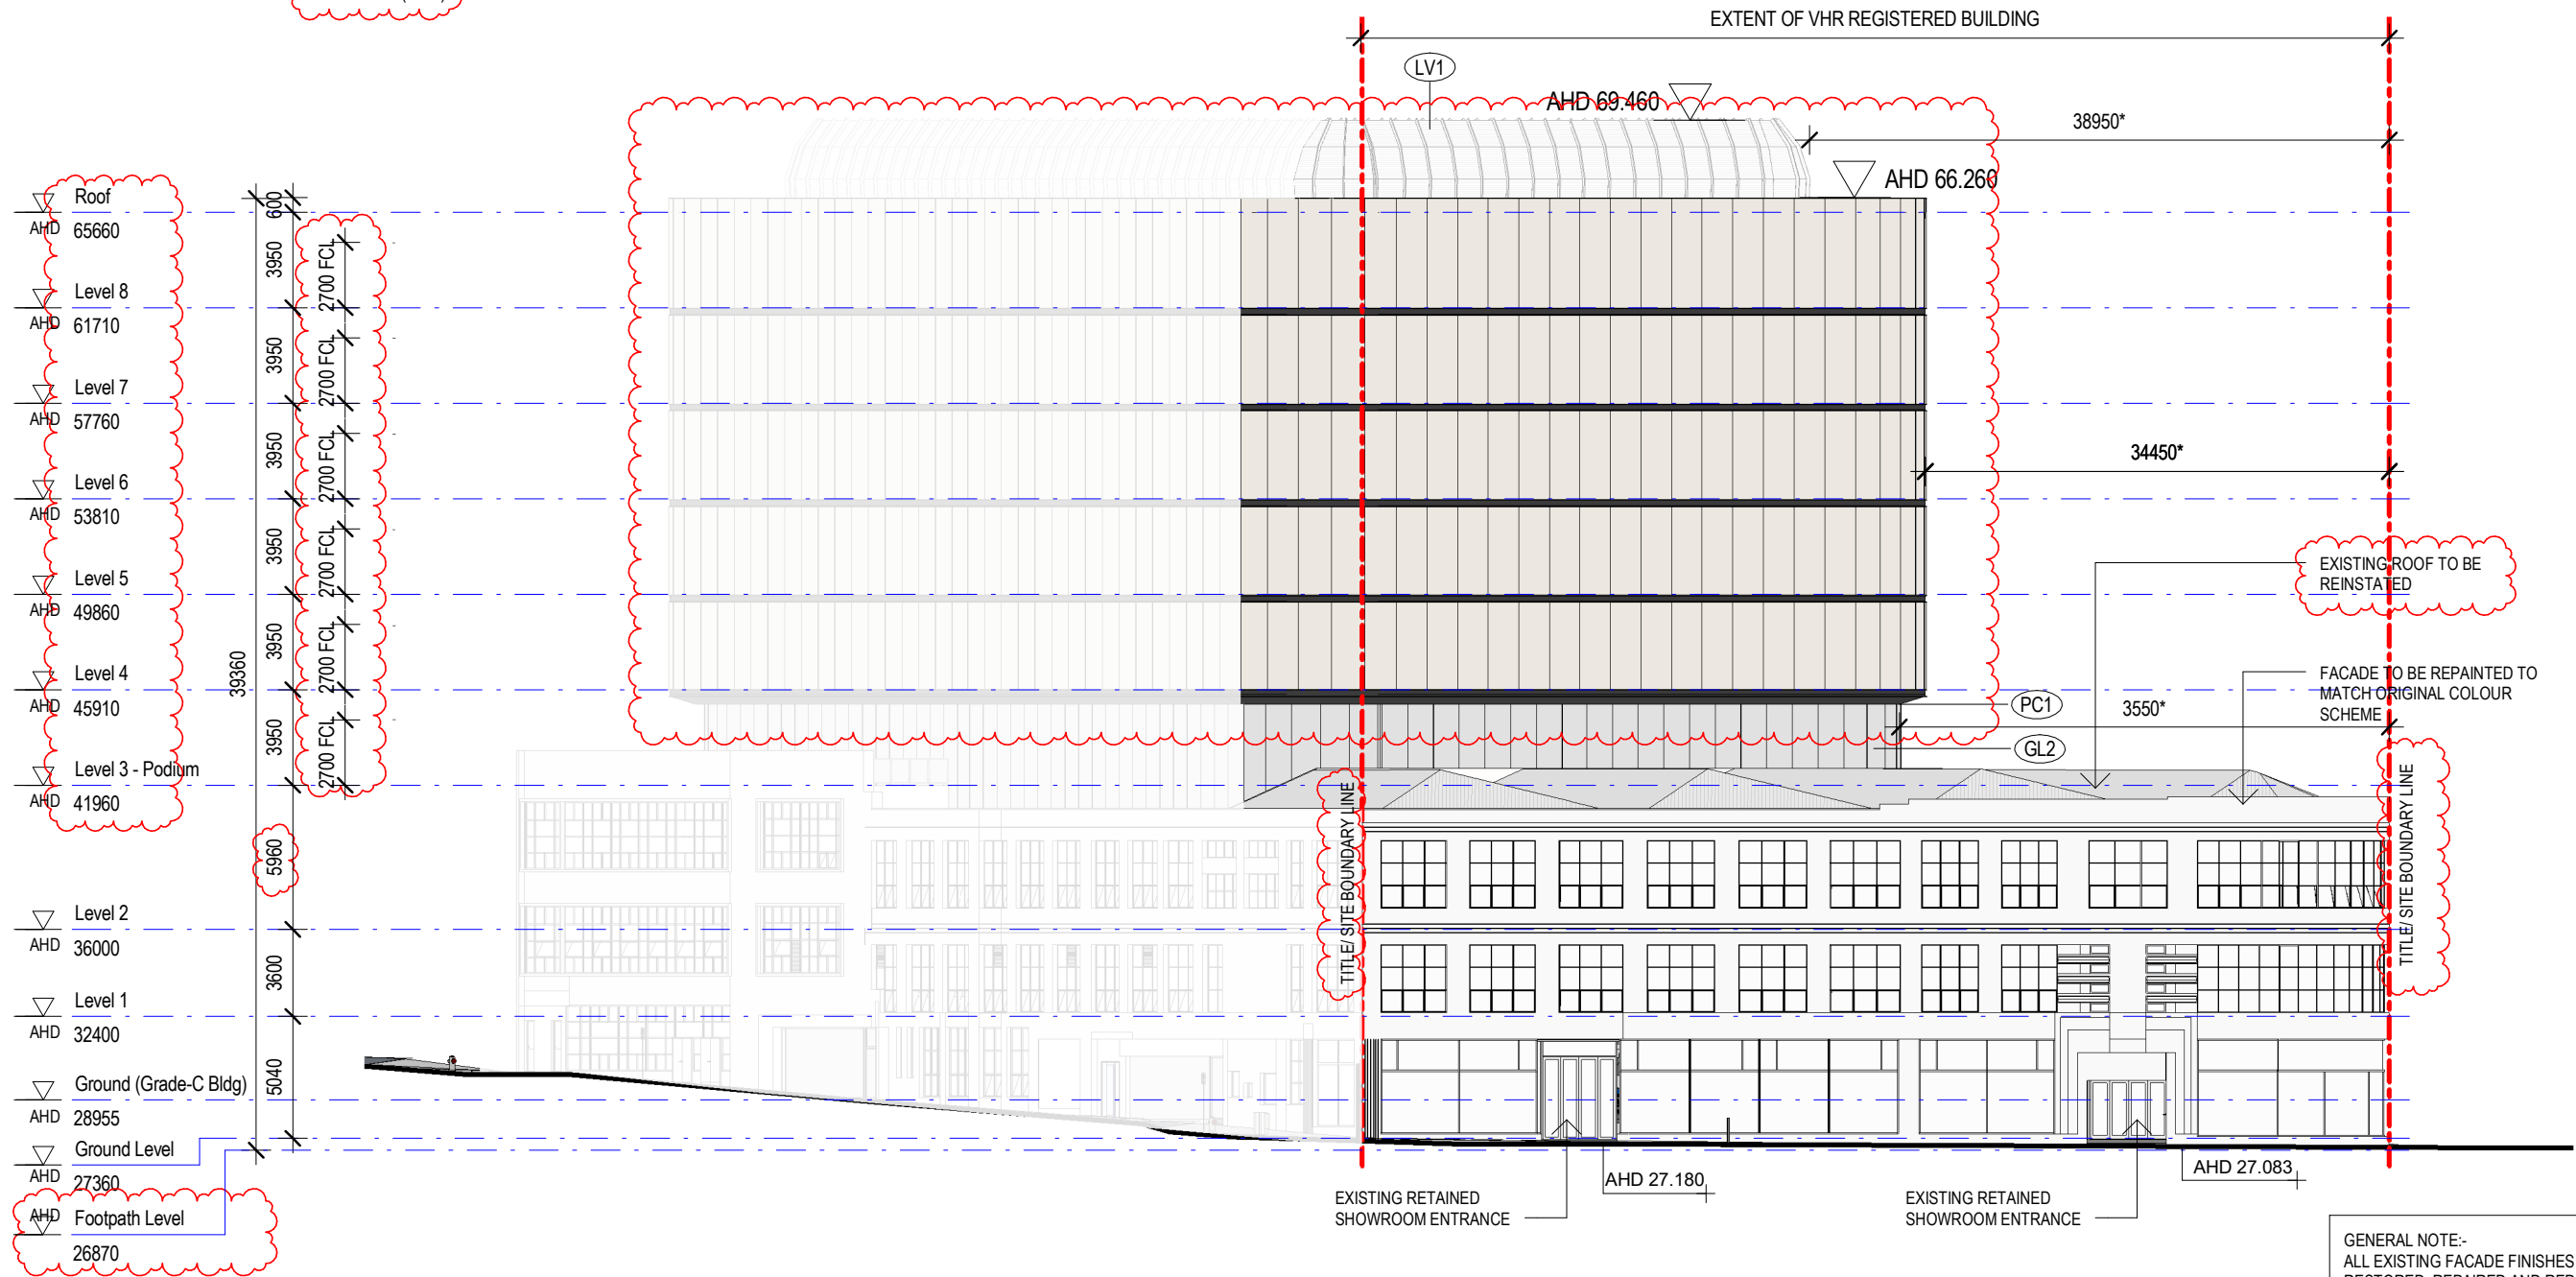 EXTENT OF VHR REGISTERED BUILDING
LV1
AHD 69.460
38950*
AHD 66.260
Roof
AHD 65660
Level 8
AHD 61710
Level 7
AHD 57760
Level 6
AHD 53810
Level 5
AHD 49860
Level 4
AHD 45910
Level 3 - Podium
AHD 41960
Level 2
AHD 36000
Level 1
AHD 32400
Ground (Grade-C Bldg)
AHD 28955
Ground Level
AHD 27360
AHD Footpath Level
26870
39360
600
3950
3950
3950
3950
3950
3950
5960
3600
5040
2700 FCL
2700 FCL
2700 FCL
2700 FCL
2700 FCL
2700 FCL
34450*
EXISTING ROOF TO BE
REINSTATED
FACADE TO BE REPAINTED TO
MATCH ORIGINAL COLOUR
SCHEME
PC1
3550*
GL2
TITLE/ SITE BOUNDARY LINE
TITLE/ SITE BOUNDARY LINE
AHD 27.180
AHD 27.083
EXISTING RETAINED
SHOWROOM ENTRANCE
EXISTING RETAINED
SHOWROOM ENTRANCE
GENERAL NOTE:-
ALL EXISTING FACADE FINISHES